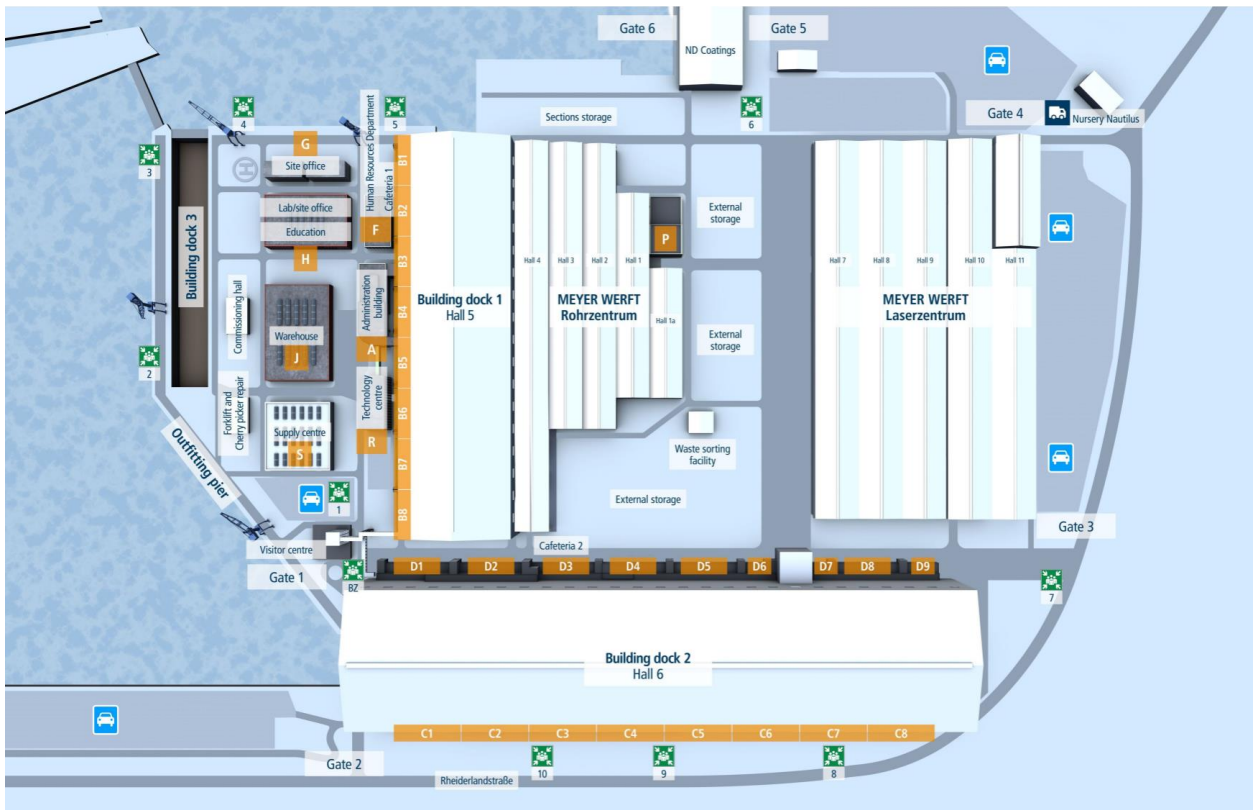 Gate 6
ND Coatings
Gate 5
Gate 4
Nursery Nautilus
4
5
6
Sections storage
3
G
Site office
H
Lab/site office
Education
H
Human Resources Department
Cafeteria 1
F
B1
B2
B3
B4
B5
B6
B7
B8
Building dock 3
Commissioning hall
Warehouse
J
Administration
building
A
Technology
centre
R
2
Forklift and
Cherry picker repair
Supply centre
S
Outfitting pier
1
Building dock 1
Hall 5
Hall 4
Hall 3
Hall 2
Hall 1
Hall 1a
P
MEYER WERFT
Rohrzentrum
External
storage
External
storage
Waste sorting
facility
External storage
Hall 7
Hall 8
Hall 9
Hall 10
Hall 11
MEYER WERFT
Laserzentrum
Gate 3
Visitor centre
Gate 1
BZ
Cafeteria 2
D1
D2
D3
D4
D5
D6
D7
D8
D9
7
Building dock 2
Hall 6
C1
C2
C3
C4
C5
C6
C7
C8
Gate 2
10
9
8
Rheiderlandstraße